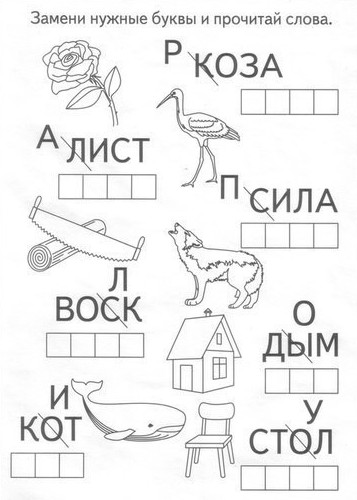 Замени нужные буквы и прочитай слова.
Р
КОЗА
А
ЛИСТ
П
СИЛА
Л
ВОСК
О
ДЫМ
И
КОТ
У
СТОЛ